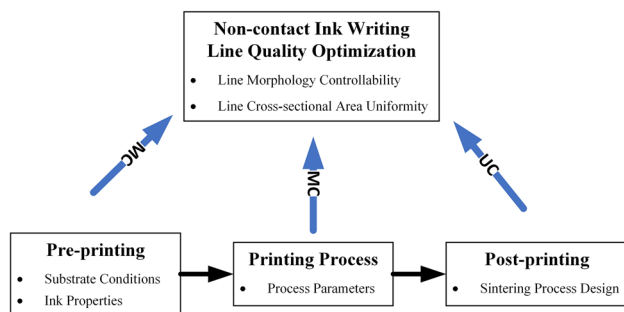 Non-contact Ink Writing
Line Quality Optimization
• Line Morphology Controllability
• Line Cross-sectional Area Uniformity
MC
MC
UC
Pre-printing
• Substrate Conditions
• Ink Properties
Printing Process
• Process Parameters
Post-printing
• Sintering Process Design